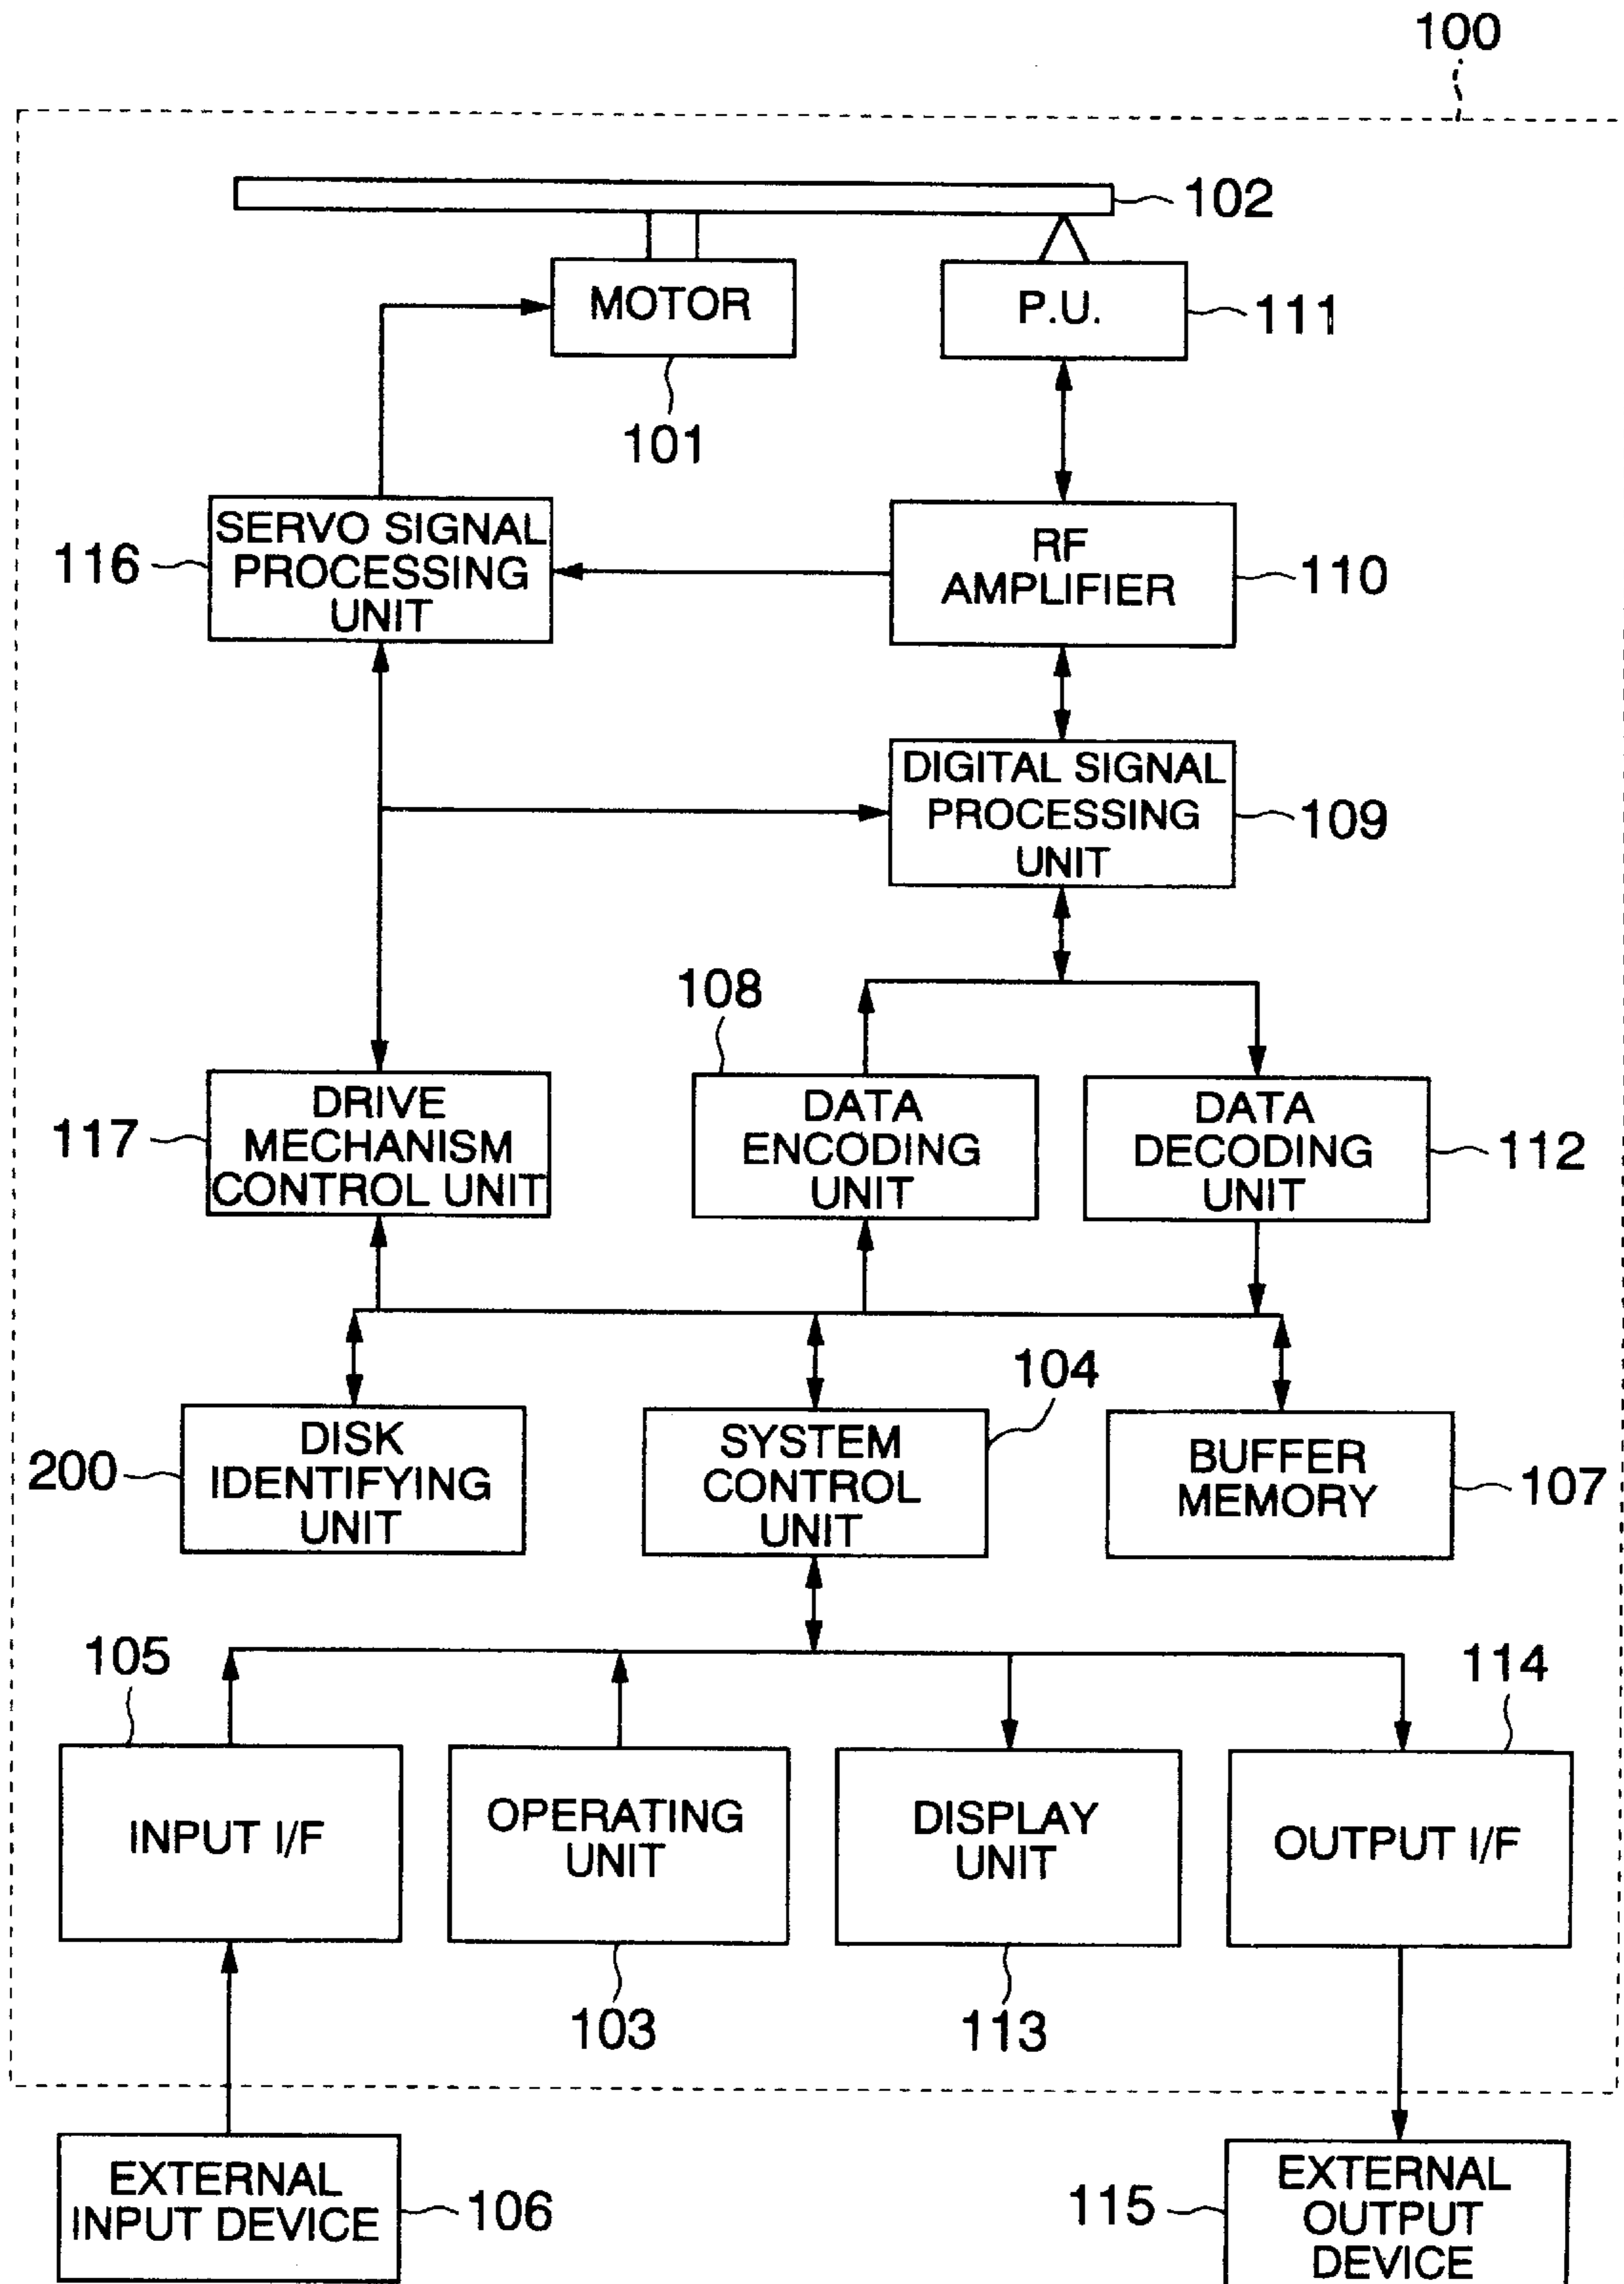 100
102
MOTOR
P.U.
111
101
SERVO SIGNAL
PROCESSING
UNIT
116
RF
AMPLIFIER
110
DIGITAL SIGNAL
PROCESSING
UNIT
109
108
DRIVE
MECHANISM
CONTROL UNIT
117
DATA
ENCODING
UNIT
DATA
DECODING
UNIT
112
104
DISK
IDENTIFYING
UNIT
200
SYSTEM
CONTROL
UNIT
BUFFER
MEMORY
107
105
114
INPUT I/F
OPERATING
UNIT
DISPLAY
UNIT
OUTPUT I/F
103
113
EXTERNAL
INPUT DEVICE
106
115
EXTERNAL
OUTPUT
DEVICE